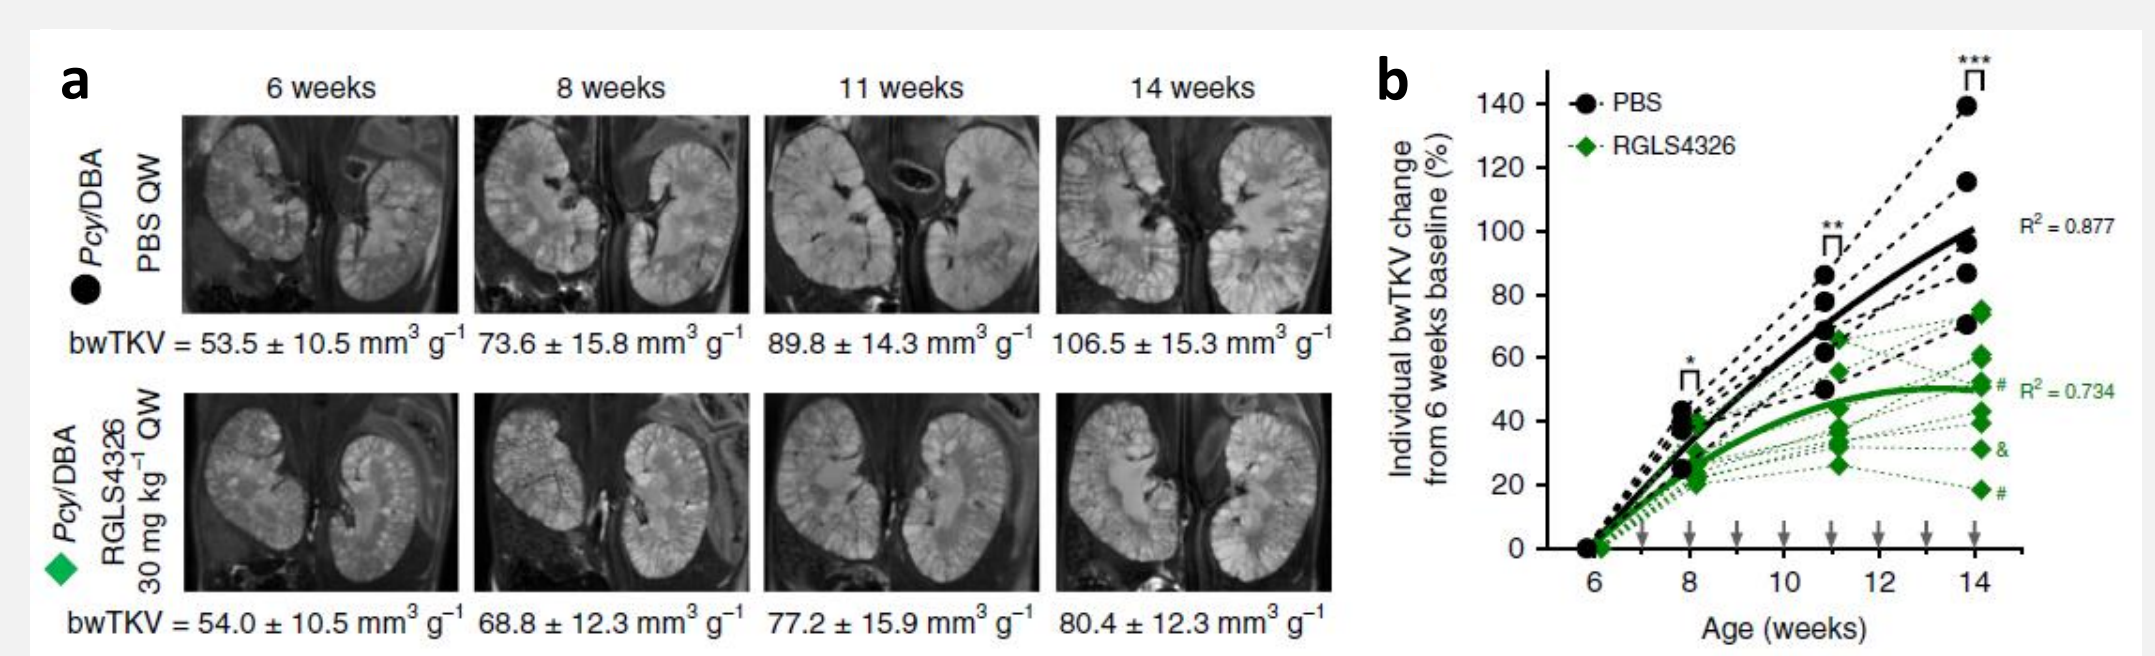 a
6 weeks
8 weeks
11 weeks
14 weeks
Pcy/DBA
PBS QW
bwTKV = 53.5 ± 10.5 mm³ g⁻¹
73.6 ± 15.8 mm³ g⁻¹
89.8 ± 14.3 mm³ g⁻¹
106.5 ± 15.3 mm³ g⁻¹
Pcy/DBA
RGLS4326
30 mg kg⁻¹ QW
bwTKV = 54.0 ± 10.5 mm³ g⁻¹
68.8 ± 12.3 mm³ g⁻¹
77.2 ± 15.9 mm³ g⁻¹
80.4 ± 12.3 mm³ g⁻¹
b
Individual bwTKV change
from 6 weeks baseline (%)
140
120
100
80
60
40
20
0
PBS
RGLS4326
*
**
***
R² = 0.877
#
R² = 0.734
&
#
6
8
10
12
14
Age (weeks)